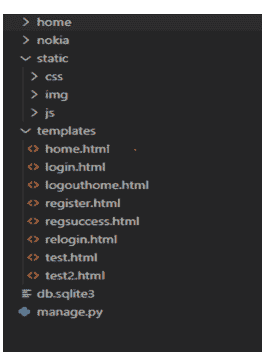 home
nokia
static
css
img
js
templates
home.html
login.html
logouthome.html
register.html
regsuccess.html
relogin.html
test.html
test2.html
db.sqlite3
manage.py